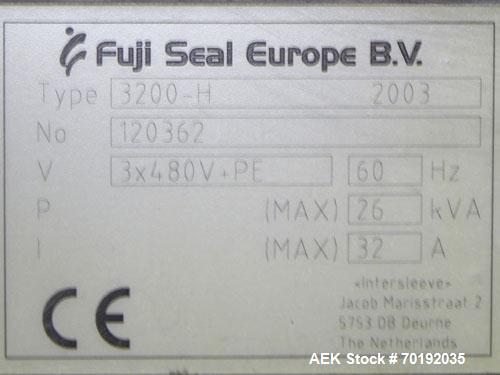 Fuji Seal Europe B.V.
Type 3200-H 2003
No 120362
V 3x480V+PE 60 Hz
P (MAX) 26 kVA
I (MAX) 32 A
CE
«Intersleeve»
Jacob Marisstraat 2
5753 DB Deurne
The Netherlands
AEK Stock #70192035